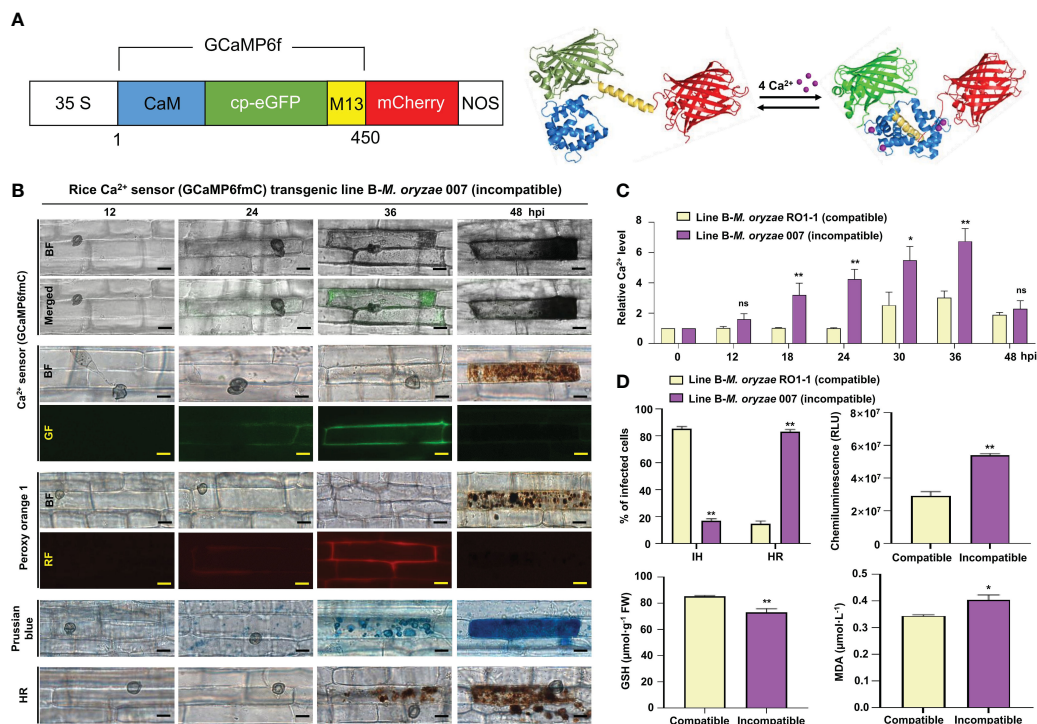 A
GCaMP6f
35 S
CaM
cp-eGFP
M13
mCherry
NOS
1
450
4 Ca²⁺
B
Rice Ca²⁺ sensor (GCaMP6fmC) transgenic line B-M. oryzae 007 (incompatible)
12
24
36
48 hpi
Ca²⁺ sensor (GCaMP6fmC)
BF
Merged
BF
GF
Peroxy orange 1
BF
RF
Prussian
blue
HR
C
Line B-M. oryzae RO1-1 (compatible)
Line B-M. oryzae 007 (incompatible)
Relative Ca²⁺ level
8
6
4
2
0
ns
**
**
*
**
ns
0
12
18
24
30
36
48 hpi
D
Line B-M. oryzae RO1-1 (compatible)
Line B-M. oryzae 007 (incompatible)
% of infected cells
100
80
60
40
20
0
**
**
IH
HR
Chemiluminescence (RLU)
8×10⁷
6×10⁷
4×10⁷
2×10⁷
0
**
Compatible
Incompatible
GSH (µmol·g⁻¹ FW)
100
80
60
40
20
0
**
Compatible
Incompatible
MDA (µmol·L⁻¹)
0.5
0.4
0.3
0.2
0.1
0.0
*
Compatible
Incompatible